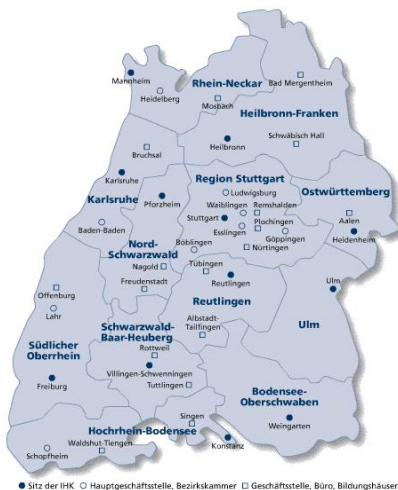 Mannheim
Rhein-Neckar
Bad Mergentheim
Heidelberg
Mosbach
Heilbronn-Franken
Schwäbisch Hall
Heilbronn
Bruchsal
Karlsruhe
Karlsruhe
Pforzheim
Region Stuttgart
Ludwigsburg
Waiblingen
Remshalden
Stuttgart
Plochingen
Esslingen
Göppingen
Nürtingen
Böblingen
Ostwürttemberg
Aalen
Heidenheim
Baden-Baden
Nord-
Schwarzwald
Nagold
Freudenstadt
Tübingen
Reutlingen
Reutlingen
Ulm
Ulm
Offenburg
Lahr
Südlicher
Oberrhein
Freiburg
Schwarzwald-
Baar-Heuberg
Rottweil
Villingen-Schwenningen
Tuttlingen
Albstadt-
Tailfingen
Bodensee-
Oberschwaben
Weingarten
Hochrhein-Bodensee
Singen
Konstanz
Waldshut-Tiengen
Schopfheim
Sitz der IHK
Hauptgeschäftsstelle, Bezirkskammer
Geschäftsstelle, Büro, Bildungshäuser